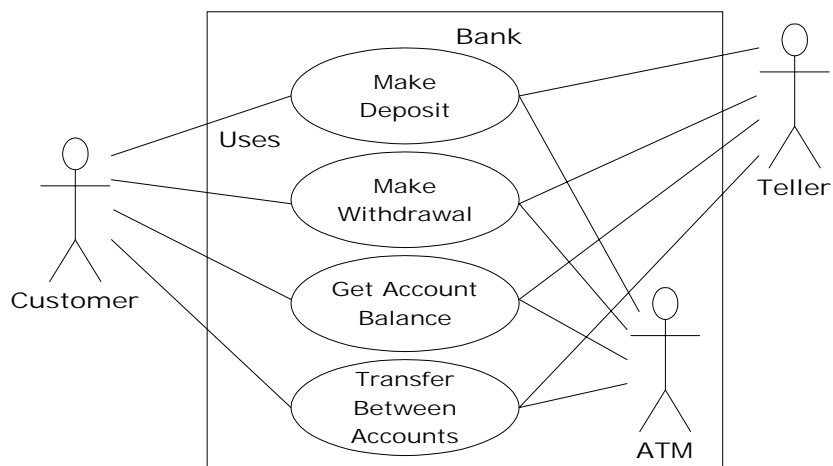 Bank
Make
Deposit
Uses
Make
Withdrawal
Teller
Get Account
Balance
Customer
Transfer
Between
Accounts
ATM